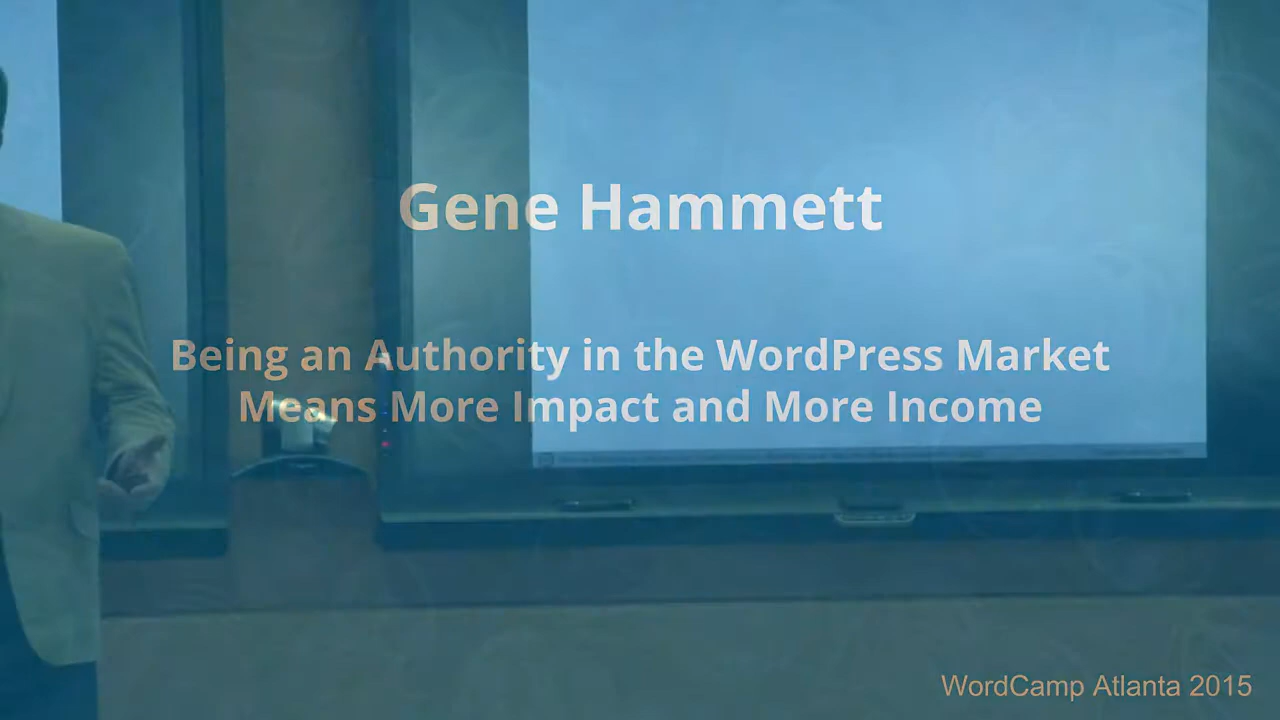 Gene Hammett
Being an Authority in the WordPress Market
Means More Impact and More Income
WordCamp Atlanta 2015